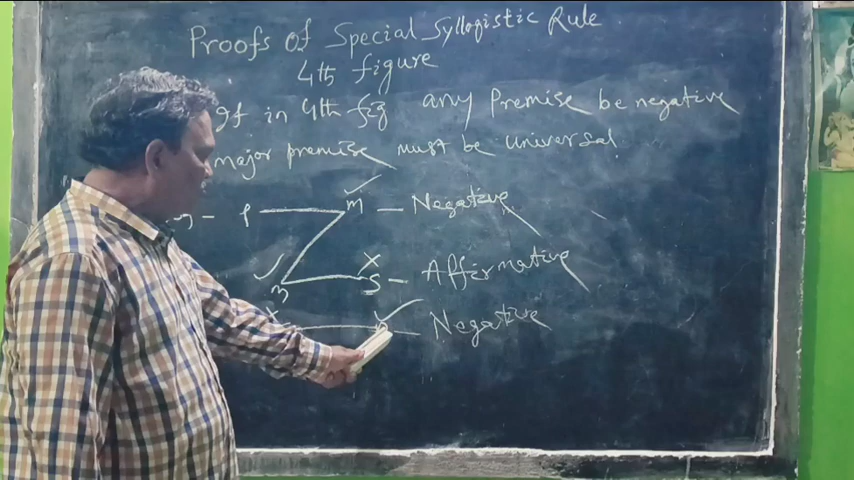 Proofs of Special Syllogistic Rule
4th figure
If in 4th fig any Premise be negative
major premise must be universal.
P m - Negative
m S - Affirmative
- Negative